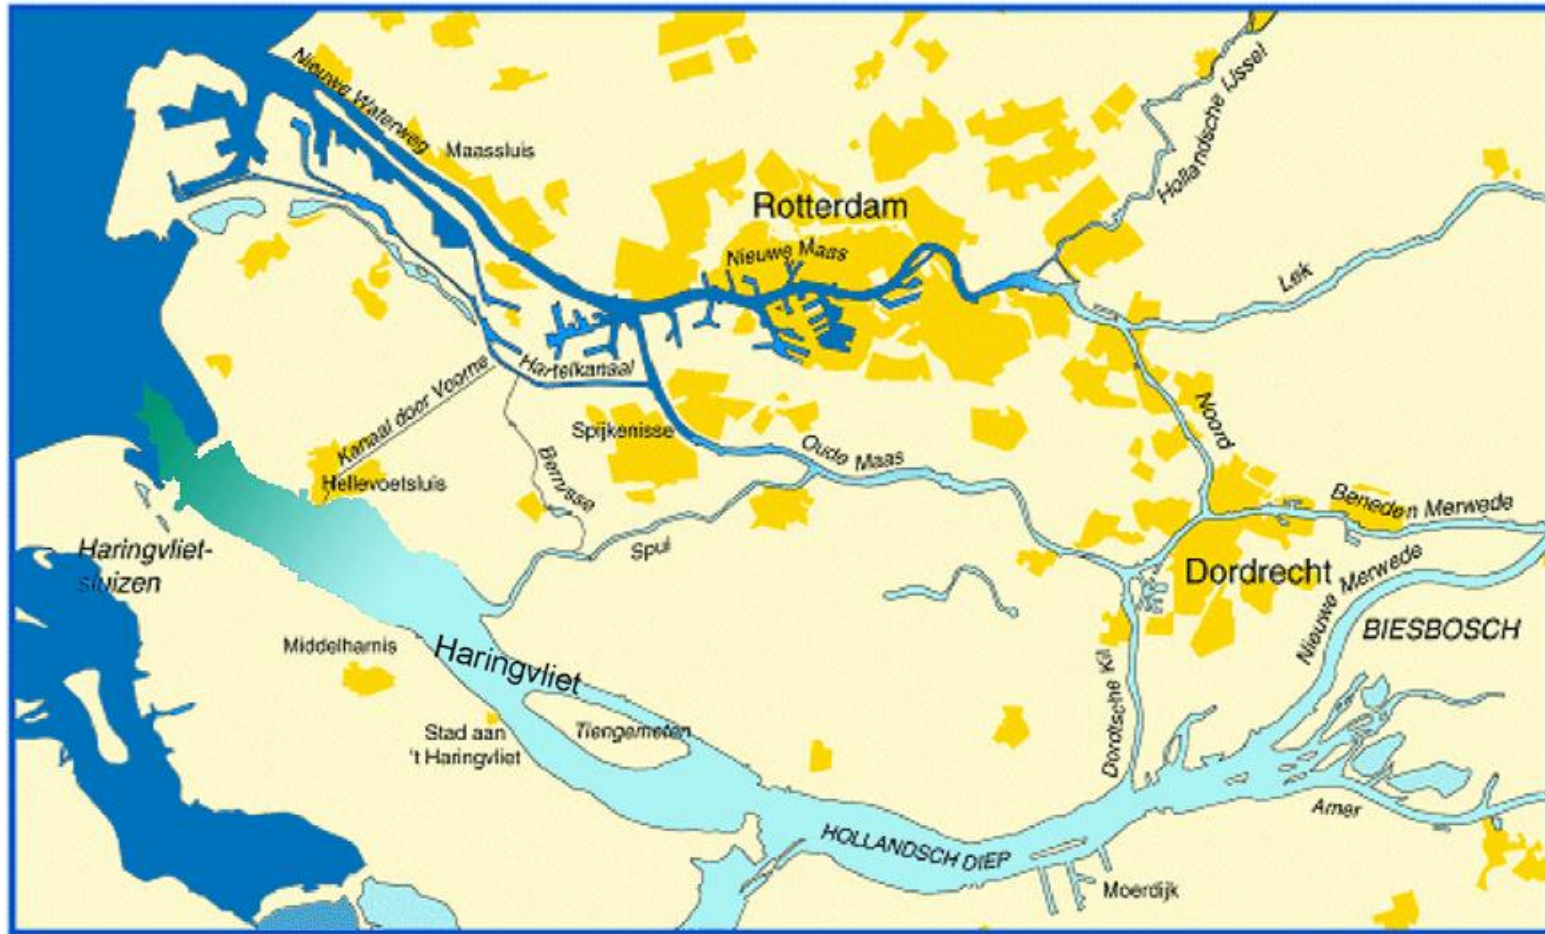 Nieuwe Waterweg
Maassluis
Hollandsche IJssel
Rotterdam
Nieuwe Maas
Lek
Hartelkanaal
Kanaal door Voorne
Noord
Spijkenisse
Oude Maas
Bernisse
Hellevoetsluis
Beneden Merwede
Haringvliet-
sluizen
Spui
Dordrecht
Nieuwe Merwede
BIESBOSCH
Middelharnis
Haringvliet
Dordtsche Kil
Stad aan
't Haringvliet
Tiengemeten
Amer
HOLLANDSCH DIEP
Moerdijk